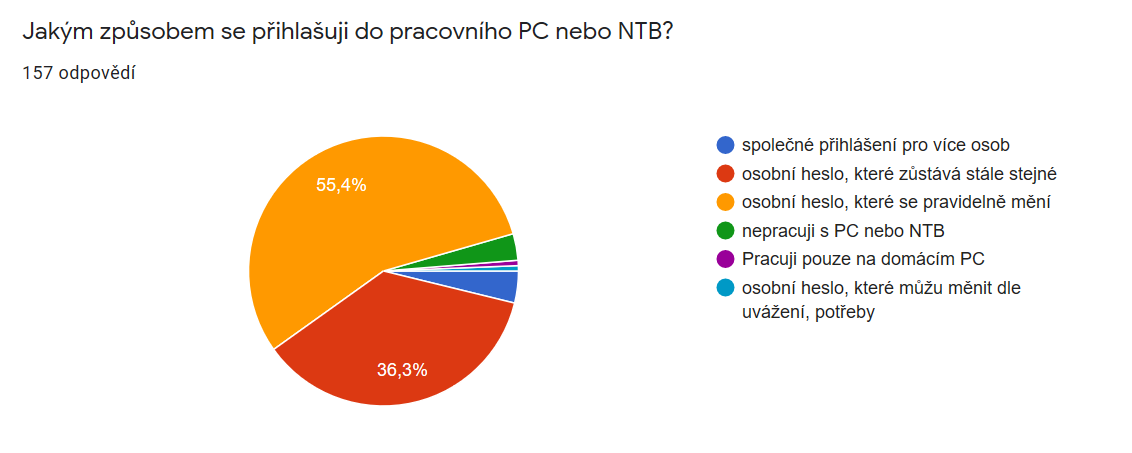 Jakým způsobem se přihlašuji do pracovního PC nebo NTB?
157 odpovědí
55,4%
36,3%
společné přihlášení pro více osob
osobní heslo, které zůstává stále stejné
osobní heslo, které se pravidelně mění
nepracuji s PC nebo NTB
Pracuji pouze na domácím PC
osobní heslo, které můžu měnit dle
uvážení, potřeby